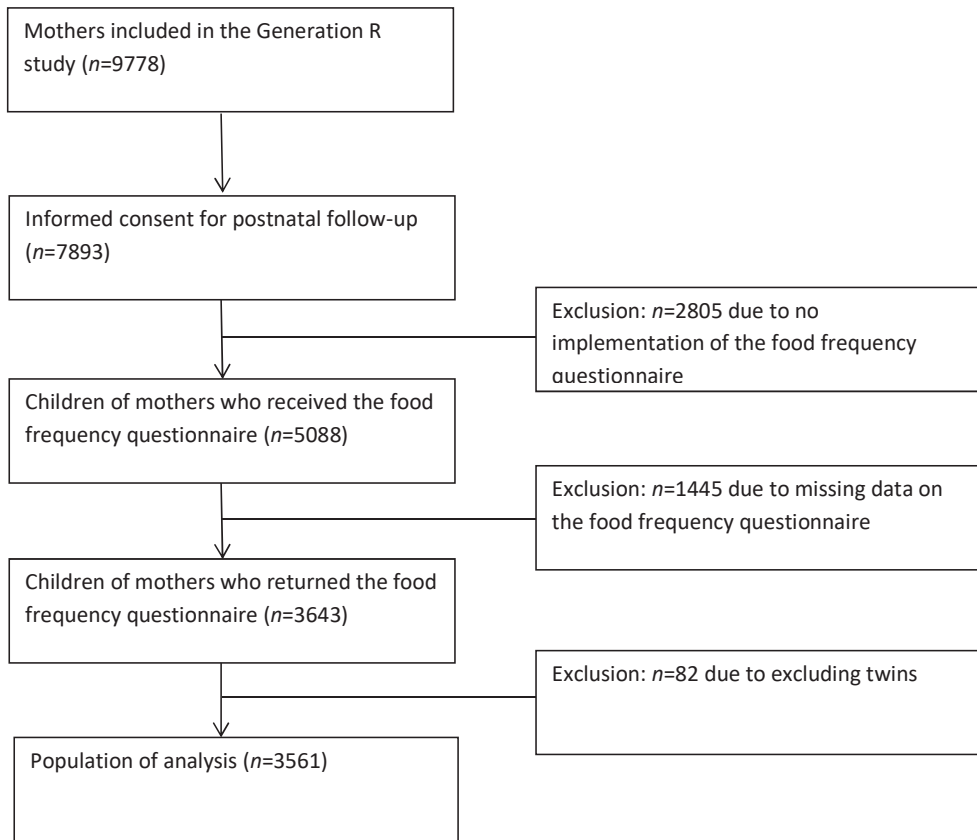 Mothers included in the Generation R
study (n=9778)
Informed consent for postnatal follow-up
(n=7893)
Exclusion: n=2805 due to no
implementation of the food frequency
questionnaire
Children of mothers who received the food
frequency questionnaire (n=5088)
Exclusion: n=1445 due to missing data on
the food frequency questionnaire
Children of mothers who returned the food
frequency questionnaire (n=3643)
Exclusion: n=82 due to excluding twins
Population of analysis (n=3561)